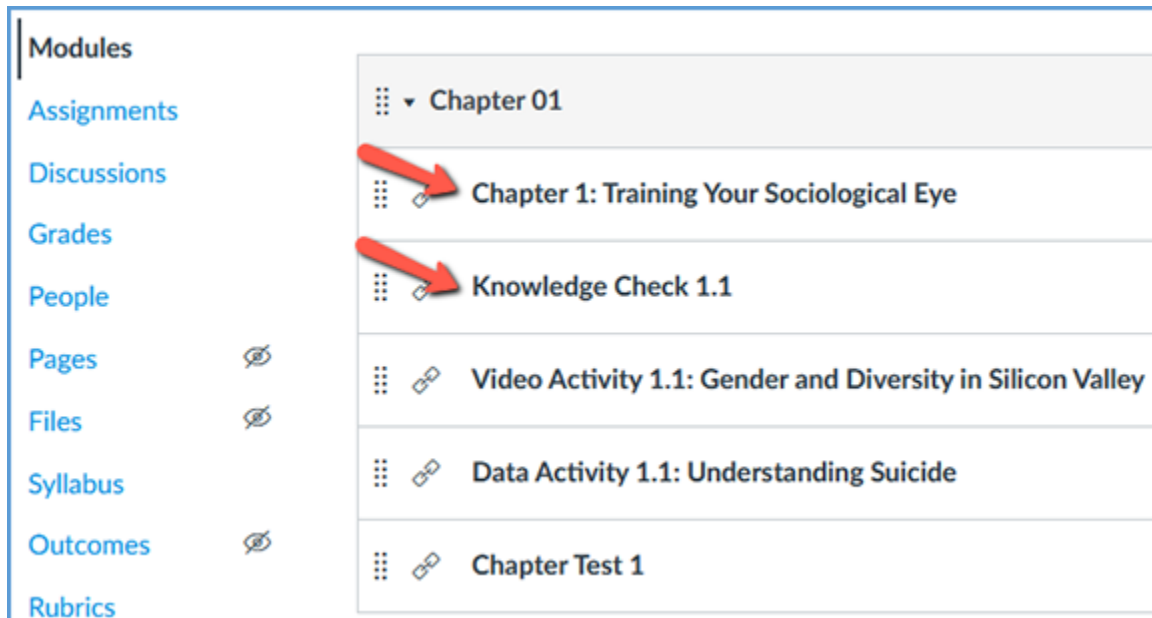 Modules
Assignments
Discussions
Grades
People
Pages
Files
Syllabus
Outcomes
Rubrics
Chapter 01
Chapter 1: Training Your Sociological Eye
Knowledge Check 1.1
Video Activity 1.1: Gender and Diversity in Silicon Valley
Data Activity 1.1: Understanding Suicide
Chapter Test 1